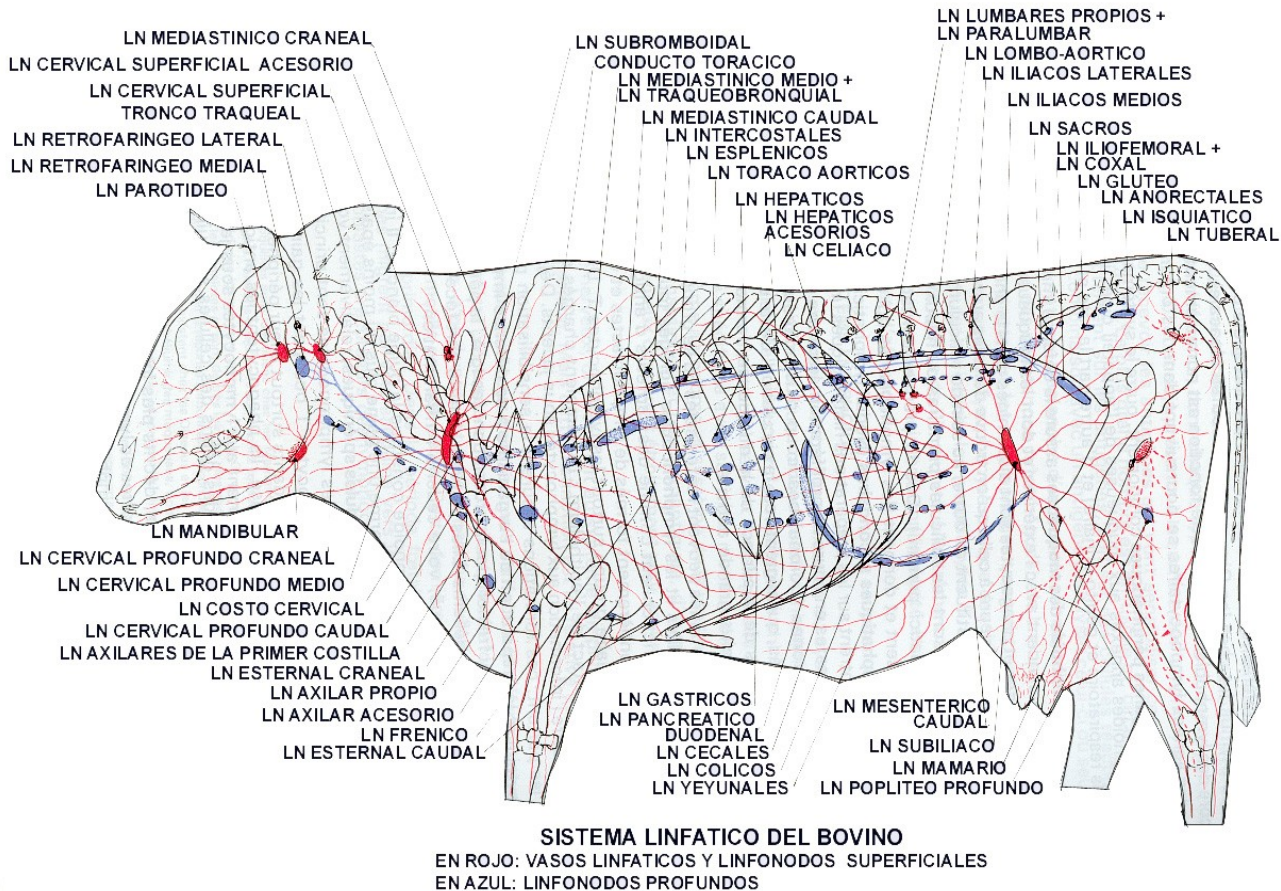 LN MEDIASTINICO CRANEAL
LN CERVICAL SUPERFICIAL ACESORIO
LN CERVICAL SUPERFICIAL
TRONCO TRAQUEAL
LN RETROFARINGEO LATERAL
LN RETROFARINGEO MEDIAL
LN PAROTIDEO
LN SUBROMBOIDAL
CONDUCTO TORACICO
LN MEDIASTINICO MEDIO +
LN TRAQUEOBRONQUIAL
LN MEDIASTINICO CAUDAL
LN INTERCOSTALES
LN ESPLENICOS
LN TORACO AORTICOS
LN HEPATICOS
LN HEPATICOS
ACESORIOS
LN CELIACO
LN LUMBARES PROPIOS +
LN PARALUMBAR
LN LOMBO-AORTICO
LN ILIACOS LATERALES
LN ILIACOS MEDIOS
LN SACROS
LN ILIOFEMORAL +
LN COXAL
LN GLUTEO
LN ANORECTALES
LN ISQUIATICO
LN TUBERAL
LN MANDIBULAR
LN CERVICAL PROFUNDO CRANEAL
LN CERVICAL PROFUNDO MEDIO
LN COSTO CERVICAL
LN CERVICAL PROFUNDO CAUDAL
LN AXILARES DE LA PRIMER COSTILLA
LN ESTERNAL CRANEAL
LN AXILAR PROPIO
LN AXILAR ACESORIO
LN FRENICO
LN ESTERNAL CAUDAL
LN GASTRICOS
LN PANCREATICO
DUODENAL
LN CECALES
LN COLICOS
LN YEYUNALES
LN MESENTERICO
CAUDAL
LN SUBILIACO
LN MAMARIO
LN POPLITEO PROFUNDO
SISTEMA LINFATICO DEL BOVINO
EN ROJO: VASOS LINFATICOS Y LINFONODOS SUPERFICIALES
EN AZUL: LINFONODOS PROFUNDOS